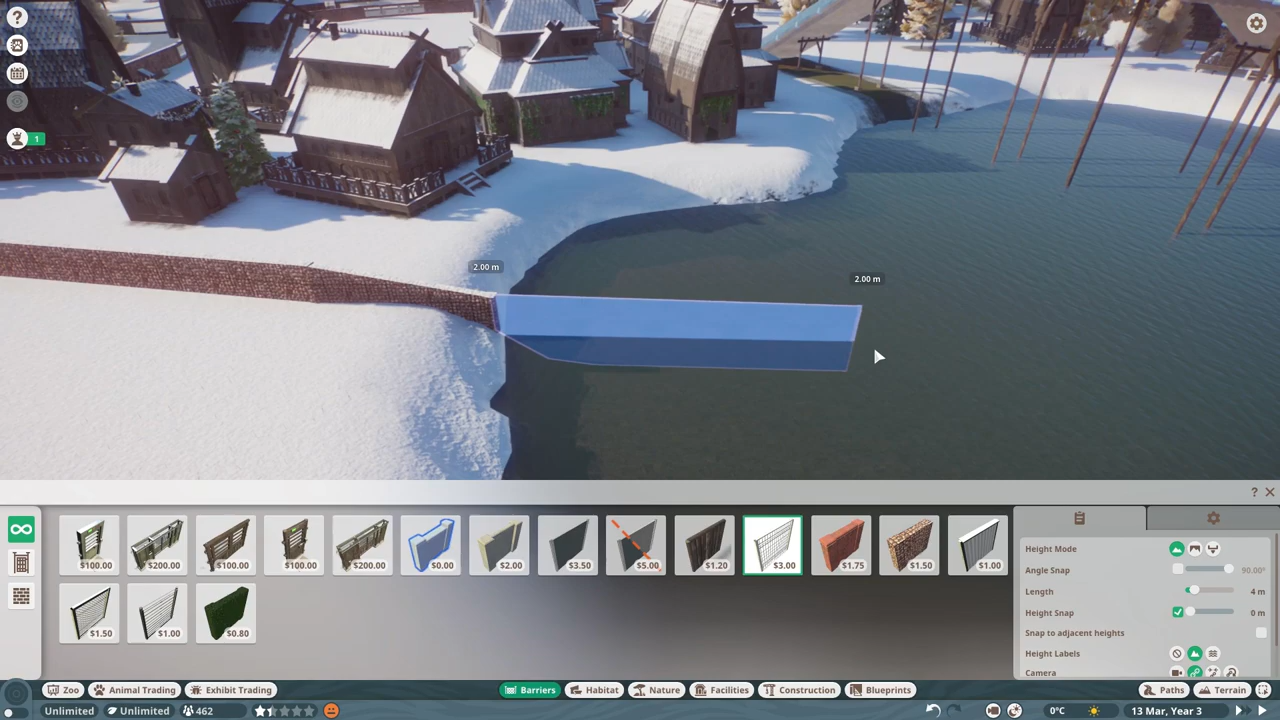 ?
1
2.00 m
2.00 m
?
$100.00
$200.00
$100.00
$100.00
$200.00
$0.00
$2.00
$3.50
$5.00
$1.20
$3.00
$1.75
$1.50
$1.00
$1.50
$1.00
$0.80
Height Mode
Angle Snap
90.00°
Length
4 m
Height Snap
0 m
Snap to adjacent heights
Height Labels
Camera
Zoo
Animal Trading
Exhibit Trading
Barriers
Habitat
Nature
Facilities
Construction
Blueprints
Paths
Terrain
Unlimited
Unlimited
462
0°C
13 Mar, Year 3